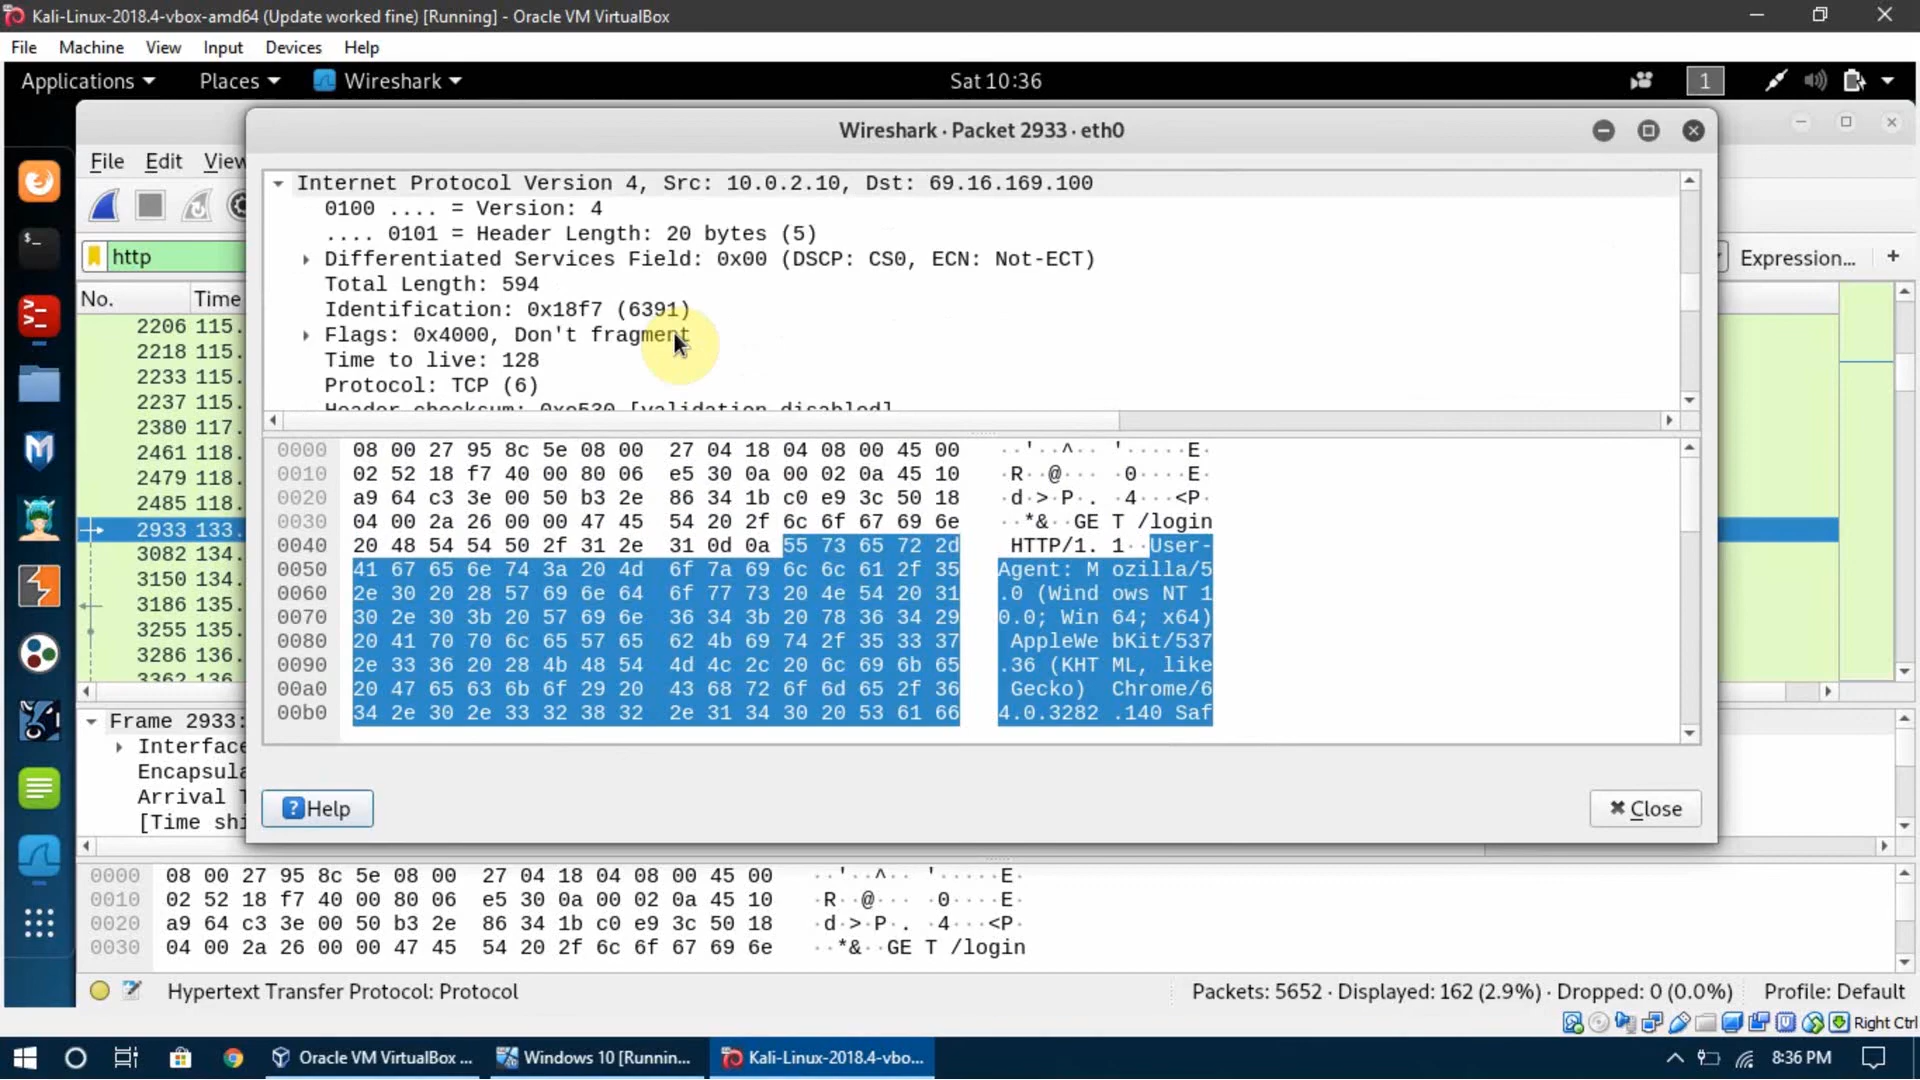 Kali-Linux-2018.4-vbox-amd64 (Update worked fine) [Running] - Oracle VM VirtualBox
File Machine View Input Devices Help
Applications Places Wireshark Sat 10:36 1
Wireshark · Packet 2933 · eth0
File Edit View
http Expression... +
No. Time
2206 115.
2218 115.
2233 115.
2237 115.
2380 117.
2461 118.
2479 118.
2485 118.
2933 133.
3082 134.
3150 134.
3186 135.
3255 135.
3286 136.
3362 136.
Internet Protocol Version 4, Src: 10.0.2.10, Dst: 69.16.169.100
0100 .... = Version: 4
.... 0101 = Header Length: 20 bytes (5)
Differentiated Services Field: 0x00 (DSCP: CS0, ECN: Not-ECT)
Total Length: 594
Identification: 0x18f7 (6391)
Flags: 0x4000, Don't fragment
Time to live: 128
Protocol: TCP (6)
Header checksum: 0xe530 [validation disabled]
0000 08 00 27 95 8c 5e 08 00 27 04 18 04 08 00 45 00 ··'··^·· '·····E·
0010 02 52 18 f7 40 00 80 06 e5 30 0a 00 02 0a 45 10 ·R··@··· ·0····E·
0020 a9 64 c3 3e 00 50 b3 2e 86 34 1b c0 e9 3c 50 18 ·d·>·P·. ·4···<P·
0030 04 00 2a 26 00 00 47 45 54 20 2f 6c 6f 67 69 6e ··*&··GE T /login
0040 20 48 54 54 50 2f 31 2e 31 0d 0a 55 73 65 72 2d HTTP/1. 1··User-
0050 41 67 65 6e 74 3a 20 4d 6f 7a 69 6c 6c 61 2f 35 Agent: M ozilla/5
0060 2e 30 20 28 57 69 6e 64 6f 77 73 20 4e 54 20 31 .0 (Wind ows NT 1
0070 30 2e 30 3b 20 57 69 6e 36 34 3b 20 78 36 34 29 0.0; Win 64; x64)
0080 20 41 70 70 6c 65 57 65 62 4b 69 74 2f 35 33 37 AppleWe bKit/537
0090 2e 33 36 20 28 4b 48 54 4d 4c 2c 20 6c 69 6b 65 .36 (KHT ML, like
00a0 20 47 65 63 6b 6f 29 20 43 68 72 6f 6d 65 2f 36 Gecko) Chrome/6
00b0 34 2e 30 2e 33 32 38 32 2e 31 34 30 20 53 61 66 4.0.3282 .140 Saf
Help Close
Frame 2933:
Interface
Encapsula
Arrival T
[Time shi
0000 08 00 27 95 8c 5e 08 00 27 04 18 04 08 00 45 00 ··'··^·· '·····E·
0010 02 52 18 f7 40 00 80 06 e5 30 0a 00 02 0a 45 10 ·R··@··· ·0····E·
0020 a9 64 c3 3e 00 50 b3 2e 86 34 1b c0 e9 3c 50 18 ·d·>·P·. ·4···<P·
0030 04 00 2a 26 00 00 47 45 54 20 2f 6c 6f 67 69 6e ··*&··GE T /login
Hypertext Transfer Protocol: Protocol Packets: 5652 · Displayed: 162 (2.9%) · Dropped: 0 (0.0%) Profile: Default
Right Ctrl
Oracle VM VirtualBox ... Windows 10 [Runnin... Kali-Linux-2018.4-vbo... 8:36 PM